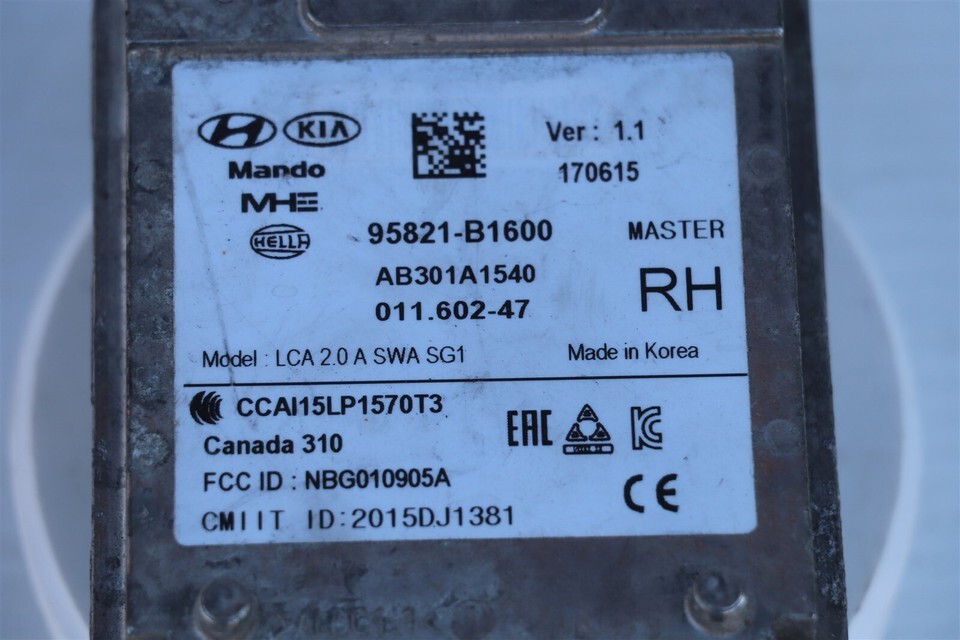 H KIA
Ver : 1.1
Mando
170615
MHE
HELLA
95821-B1600
MASTER
AB301A1540
RH
011.602-47
Model : LCA 2.0 A SWA SG1
Made in Korea
CCAI15LP1570T3
EAC
KC
Canada 310
FCC ID : NBG010905A
CE
CMIIT ID:2015DJ1381